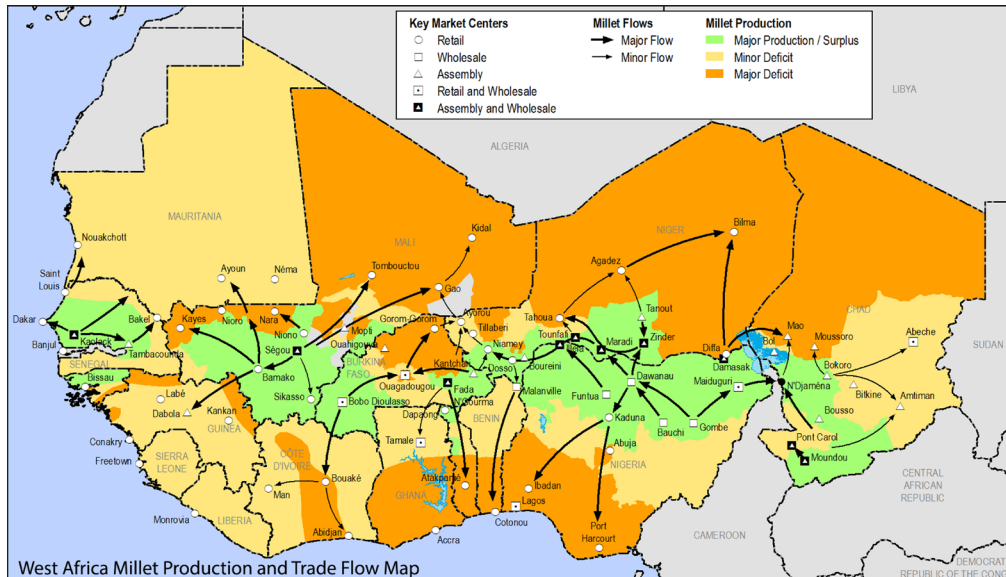 Key Market Centers
Retail
Wholesale
Assembly
Retail and Wholesale
Assembly and Wholesale
Millet Flows
Major Flow
Minor Flow
Millet Production
Major Production / Surplus
Minor Deficit
Major Deficit
LIBYA
ALGERIA
MAURITANIA
Nouakchott
Saint
Louis
Ayoun
Néma
MALI
Tombouctou
Kidal
Gao
NIGER
Bilma
Agadez
CHAD
SUDAN
Dakar
Kaolack
Banjul
Tambacounda
SENEGAL
Bissau
Bakel
Kayes
Nioro
Nara
Niono
Ségou
Mopti
Ouahigouya
BURKINA
FASO
Gorom-Gorom
Ayorou
Tillaberi
Niamey
Kantchari
Dosso
Boureini
Tahoua
Tounfafi
Maradi
Tanout
Zinder
Diffa
Damasak
Bol
Mao
Moussoro
Abeche
Bokoro
N'Djaména
Bitkine
Amtiman
Bousso
Pont Carol
Moundou
Maiduguri
Dawanau
Funtua
Kaduna
Bauchi
Gombe
Abuja
NIGERIA
Ibadan
Lagos
Port
Harcourt
Malanville
BENIN
Cotonou
Fada
N'Gourma
Ouagadougou
Bobo Dioulasso
Dapaong
Tamale
GHANA
Atakpamé
Accra
Bamako
Sikasso
Labé
Dabola
Kankan
GUINEA
Conakry
Freetown
SIERRA
LEONE
Monrovia
LIBERIA
CÔTE
D'IVOIRE
Man
Bouaké
Abidjan
CAMEROON
CENTRAL
AFRICAN
REPUBLIC
DEMOCRAT
REPUBLIC OF THE CONG
West Africa Millet Production and Trade Flow Map